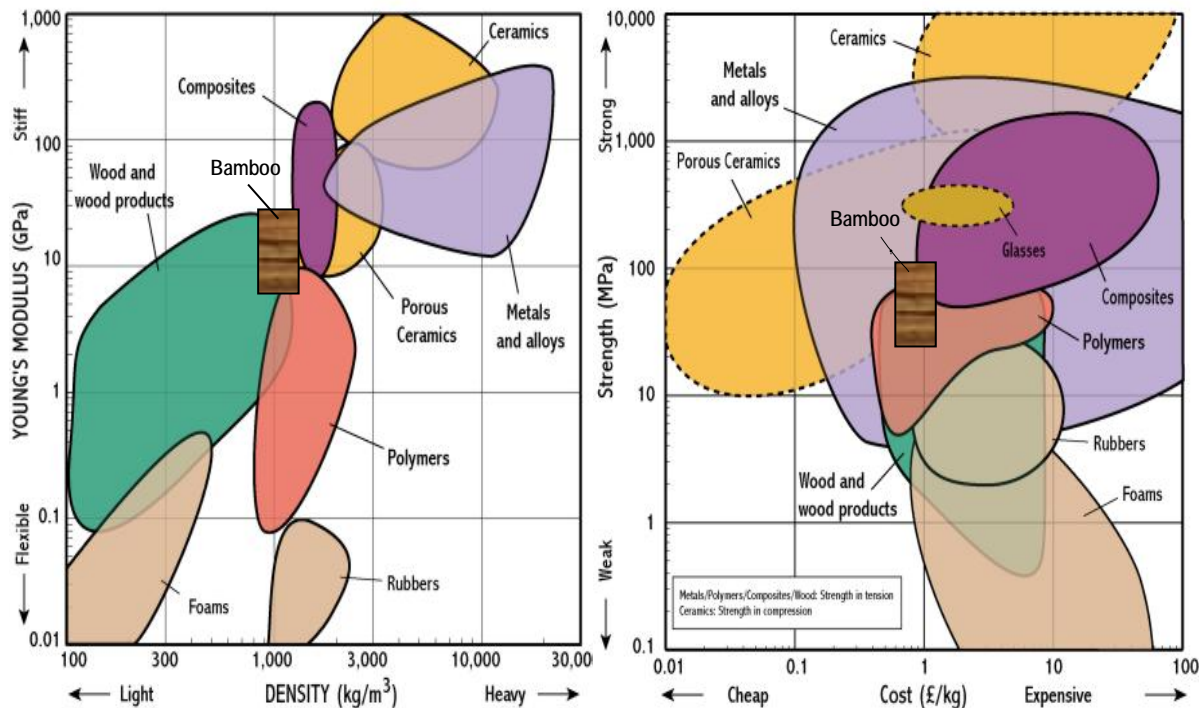 1,000
100
10
1
0.1
0.01
Stiff
YOUNG'S MODULUS (GPa)
Flexible
Ceramics
Composites
Wood and
wood products
Bamboo
Porous
Ceramics
Metals
and alloys
Polymers
Foams
Rubbers
100
300
1,000
3,000
10,000
30,00
Light
DENSITY (kg/m³)
Heavy
10,000
1,000
100
10
1
0.1
Strong
Strength (MPa)
Weak
Ceramics
Metals
and alloys
Porous Ceramics
Bamboo
Glasses
Composites
Polymers
Rubbers
Wood and
wood products
Foams
Metals/Polymers/Composites/Wood: Strength in tension
Ceramics: Strength in compression
0.01
0.1
1
10
100
Cheap
Cost (£/kg)
Expensive